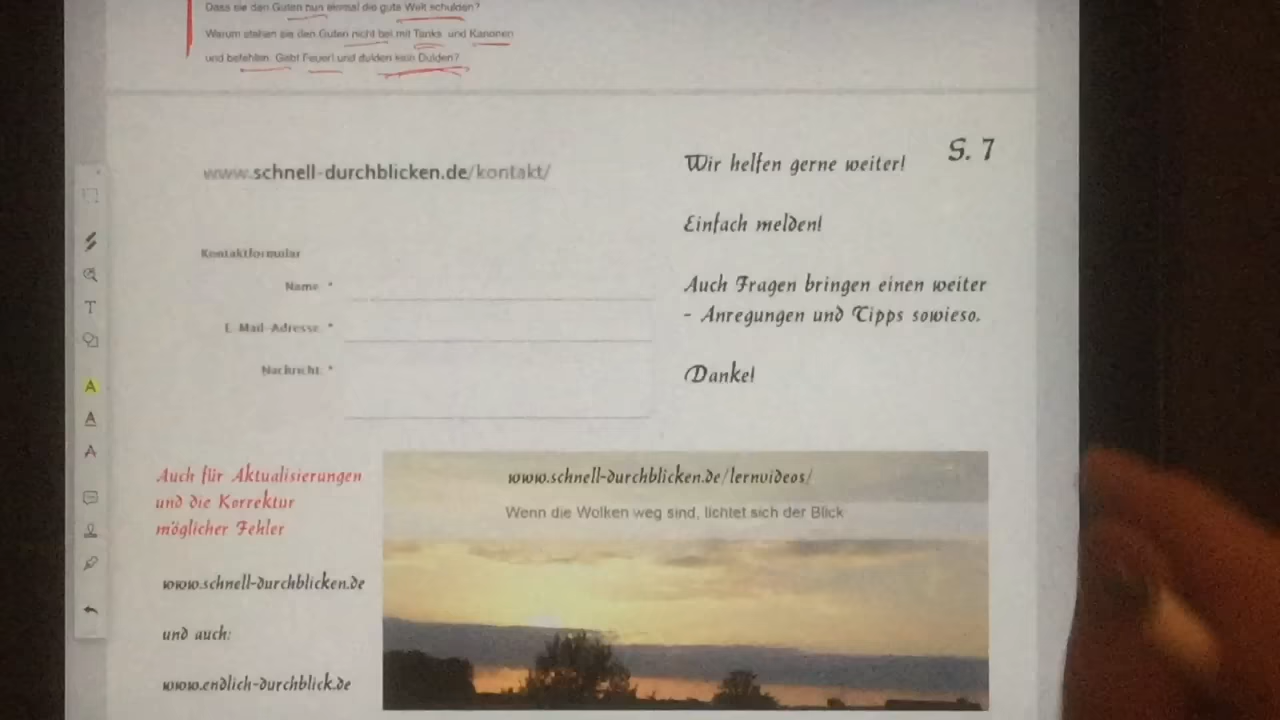 Dass sie den Guten nun einmal die gute Welt schulden?
Warum stehen sie den Guten nicht bei mit Tanks und Kanonen
und befehlen: Gebt Feuer! und dulden kein Dulden?
S. 7
www.schnell-durchblicken.de/kontakt/
Wir helfen gerne weiter!
Einfach melden!
Kontaktformular
Name *
E-Mail-Adresse *
Nachricht *
Auch Fragen bringen einen weiter
- Anregungen und Tipps sowieso.
Danke!
Auch für Aktualisierungen
und die Korrektur
möglicher Fehler
www.schnell-durchblicken.de
und auch:
www.endlich-durchblick.de
www.schnell-durchblicken.de/lernvideos/
Wenn die Wolken weg sind, lichtet sich der Blick
T
A
A
A